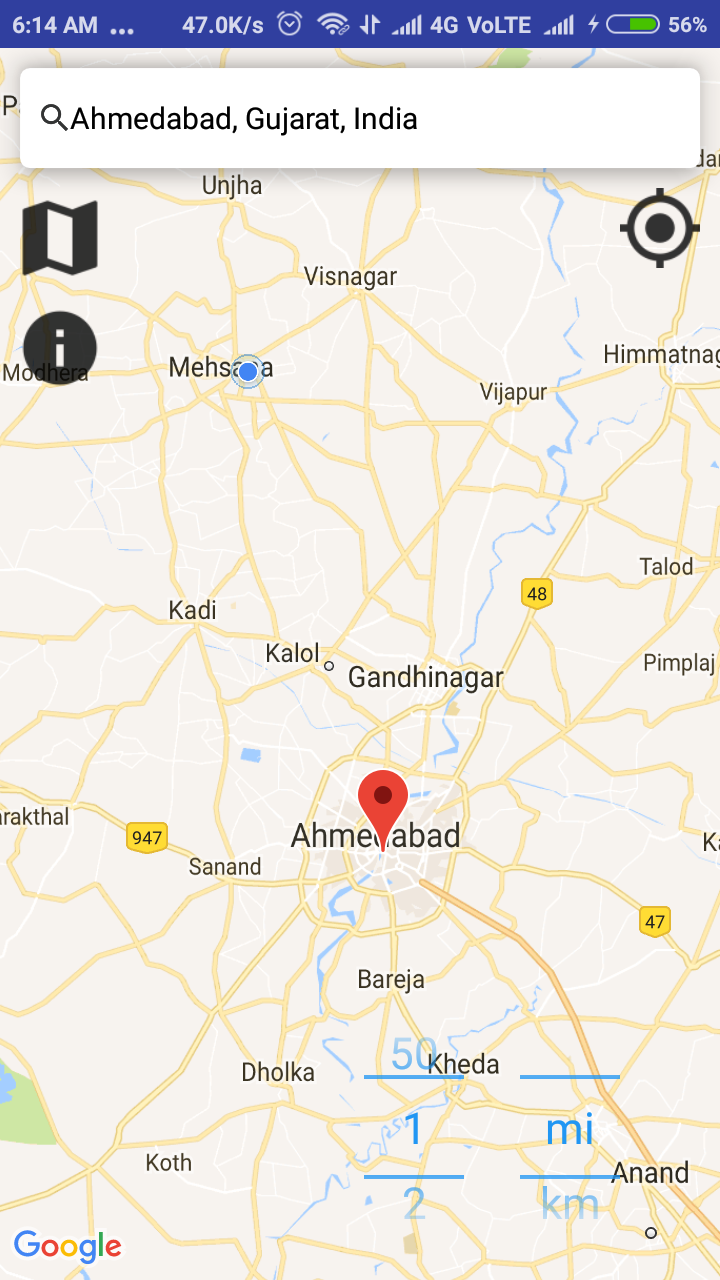 6:14 AM ... 47.0K/s 4G VoLTE 56%
Ahmedabad, Gujarat, India
Unjha
Visnagar
Himmatnag
Mehsana
Modhera
Vijapur
Talod
48
Kadi
Kalol
Pimplaj
Gandhinagar
arakthal
947
Ahmedabad
Ka
Sanand
47
Bareja
50
Kheda
Dholka
1 mi
Koth
Anand
2 km
Google